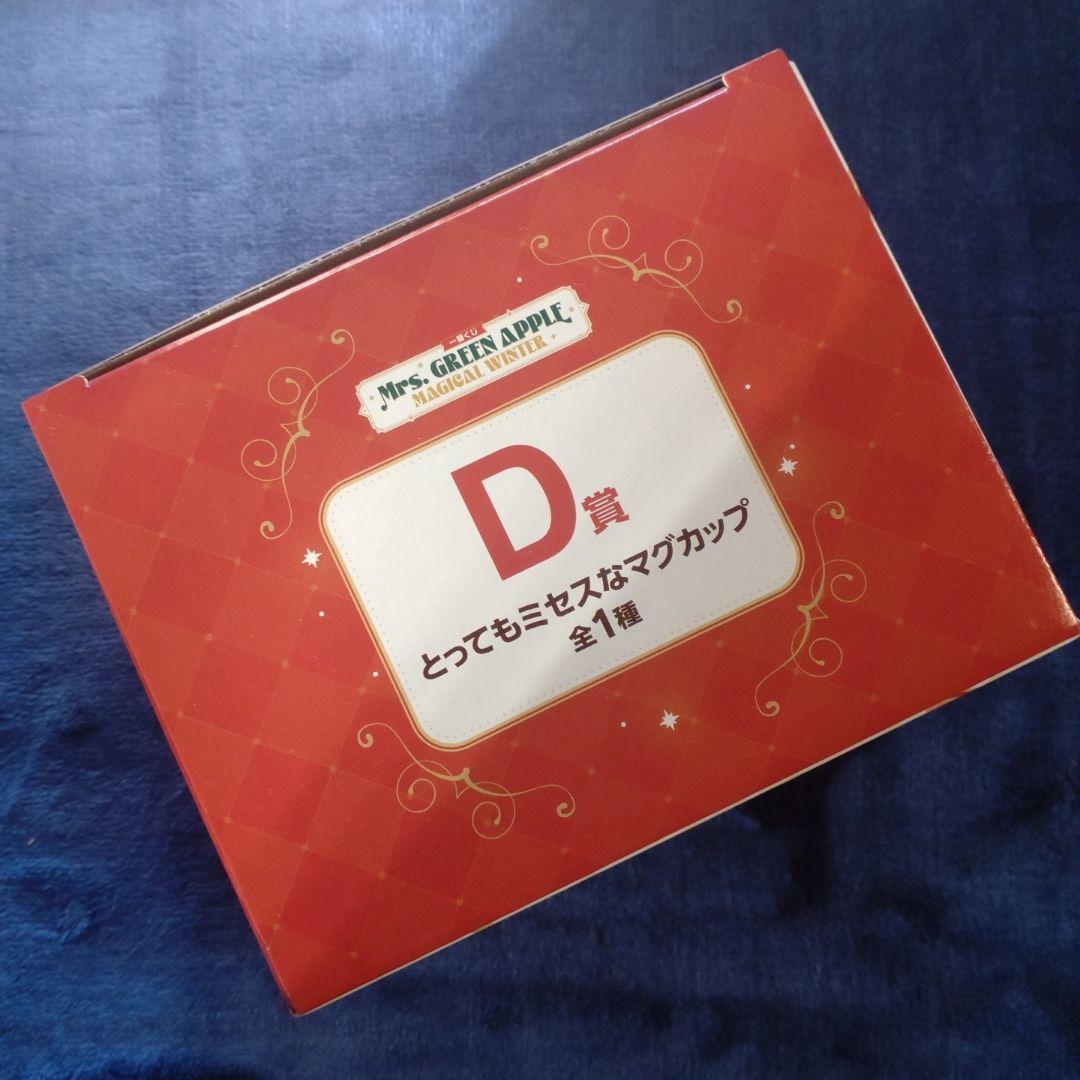 一番くじ
Mrs. GREEN APPLE
MAGICAL WINTER
D賞
とってもミセスなマグカップ
全1種